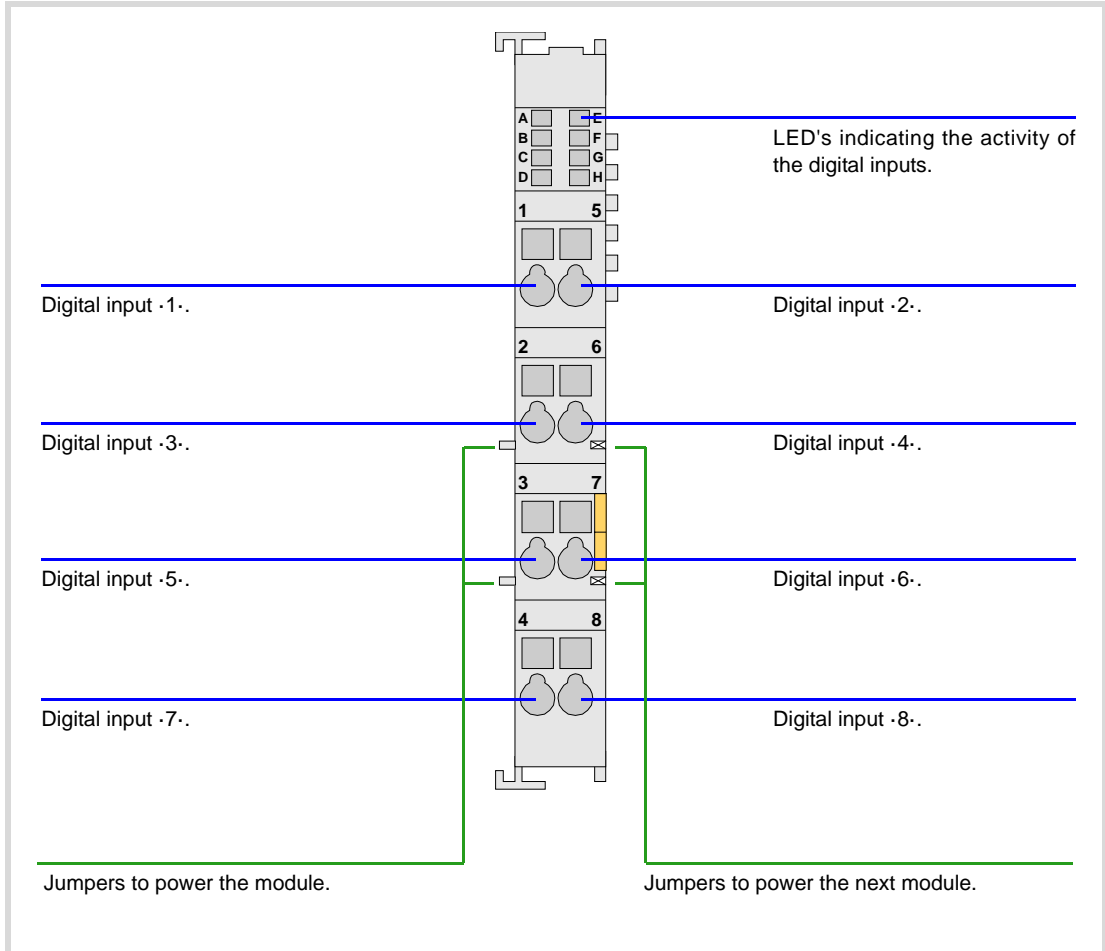 A E
B F
C G
D H
LED's indicating the activity of
the digital inputs.
1 5
Digital input ·1·.
Digital input ·2·.
2 6
Digital input ·3·.
Digital input ·4·.
3 7
Digital input ·5·.
Digital input ·6·.
4 8
Digital input ·7·.
Digital input ·8·.
Jumpers to power the module.
Jumpers to power the next module.